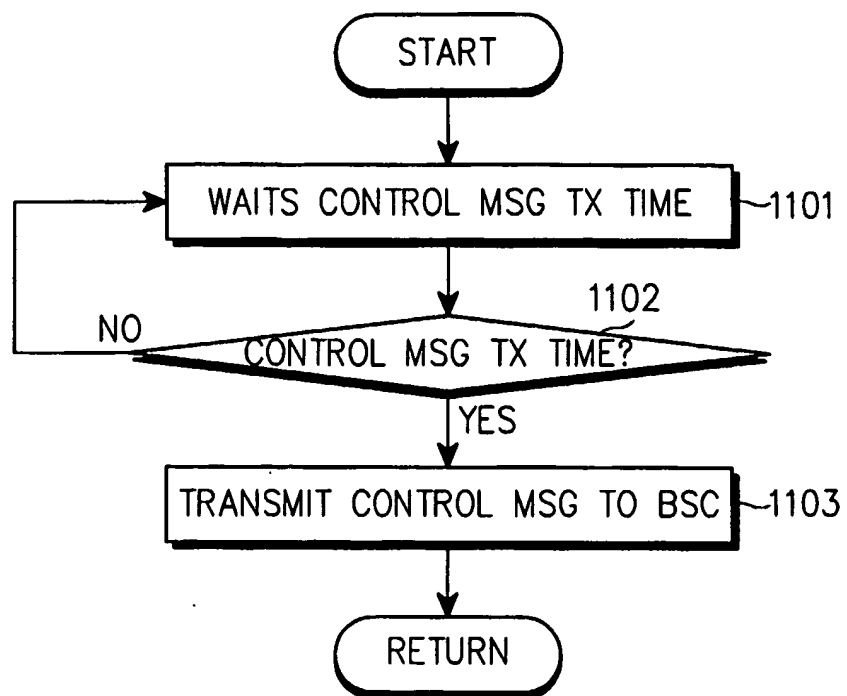 START
WAITS CONTROL MSG TX TIME
1101
1102
NO
CONTROL MSG TX TIME?
YES
TRANSMIT CONTROL MSG TO BSC
1103
RETURN